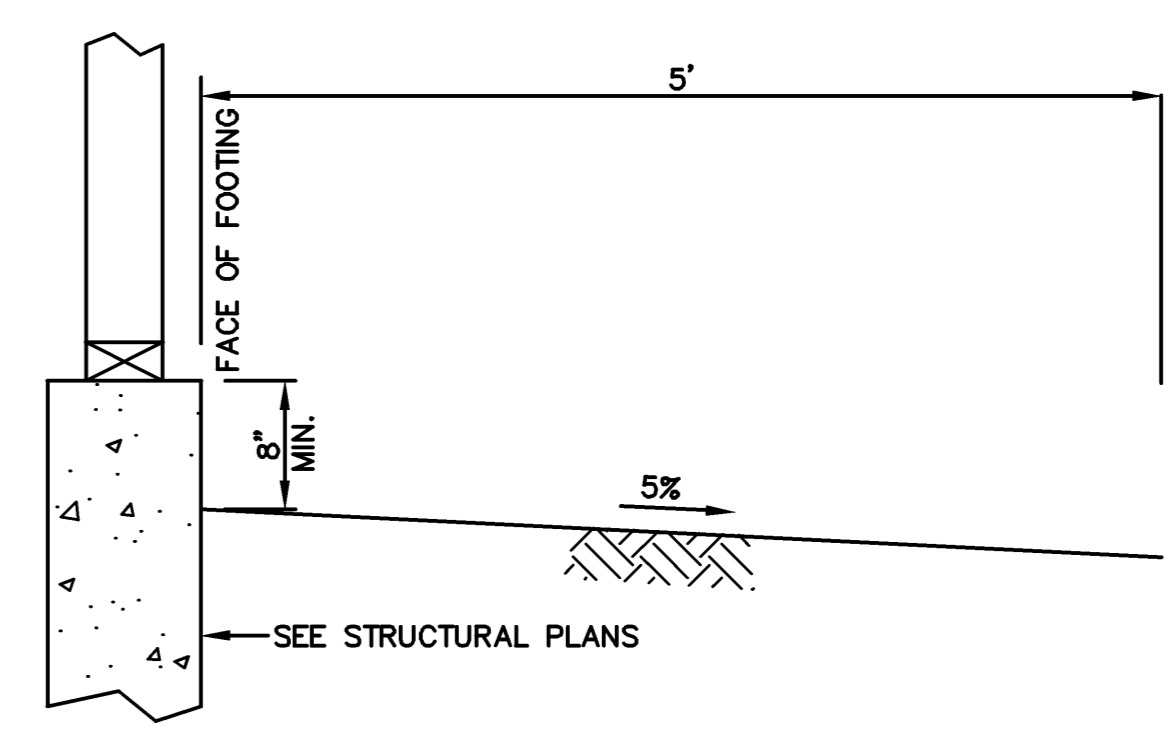 5'
FACE OF FOOTING
8"
MIN.
5%
SEE STRUCTURAL PLANS